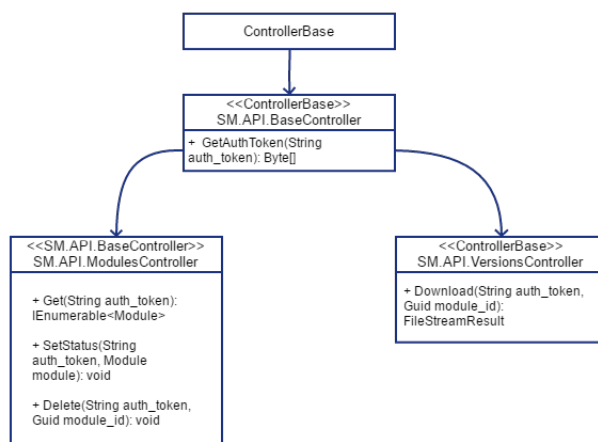 ControllerBase
<<ControllerBase>>
SM.API.BaseController
+ GetAuthToken(String
auth_token): Byte[]
<<SM.API.BaseController>>
SM.API.ModulesController
+ Get(String auth_token):
IEnumerable<Module>
+ SetStatus(String
auth_token, Module
module): void
+ Delete(String auth_token,
Guid module_id): void
<<ControllerBase>>
SM.API.VersionsController
+ Download(String auth_token,
Guid module_id):
FileStreamResult